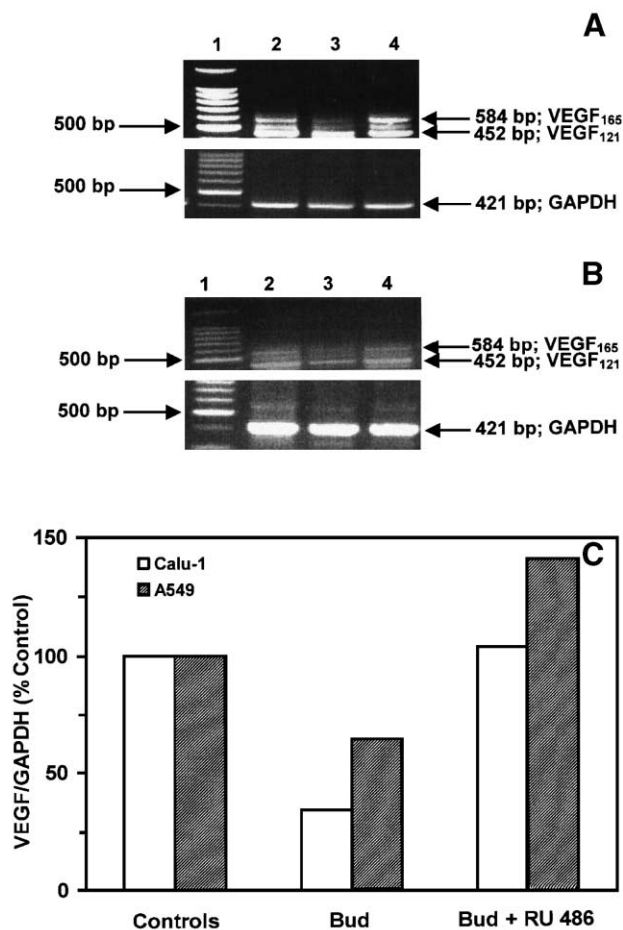 A
1 2 3 4
500 bp
584 bp; VEGF165
452 bp; VEGF121
500 bp
421 bp; GAPDH
B
1 2 3 4
584 bp; VEGF165
500 bp
452 bp; VEGF121
500 bp
421 bp; GAPDH
C
150
100
50
0
VEGF/GAPDH (% Control)
Calu-1
A549
Controls Bud Bud + RU 486